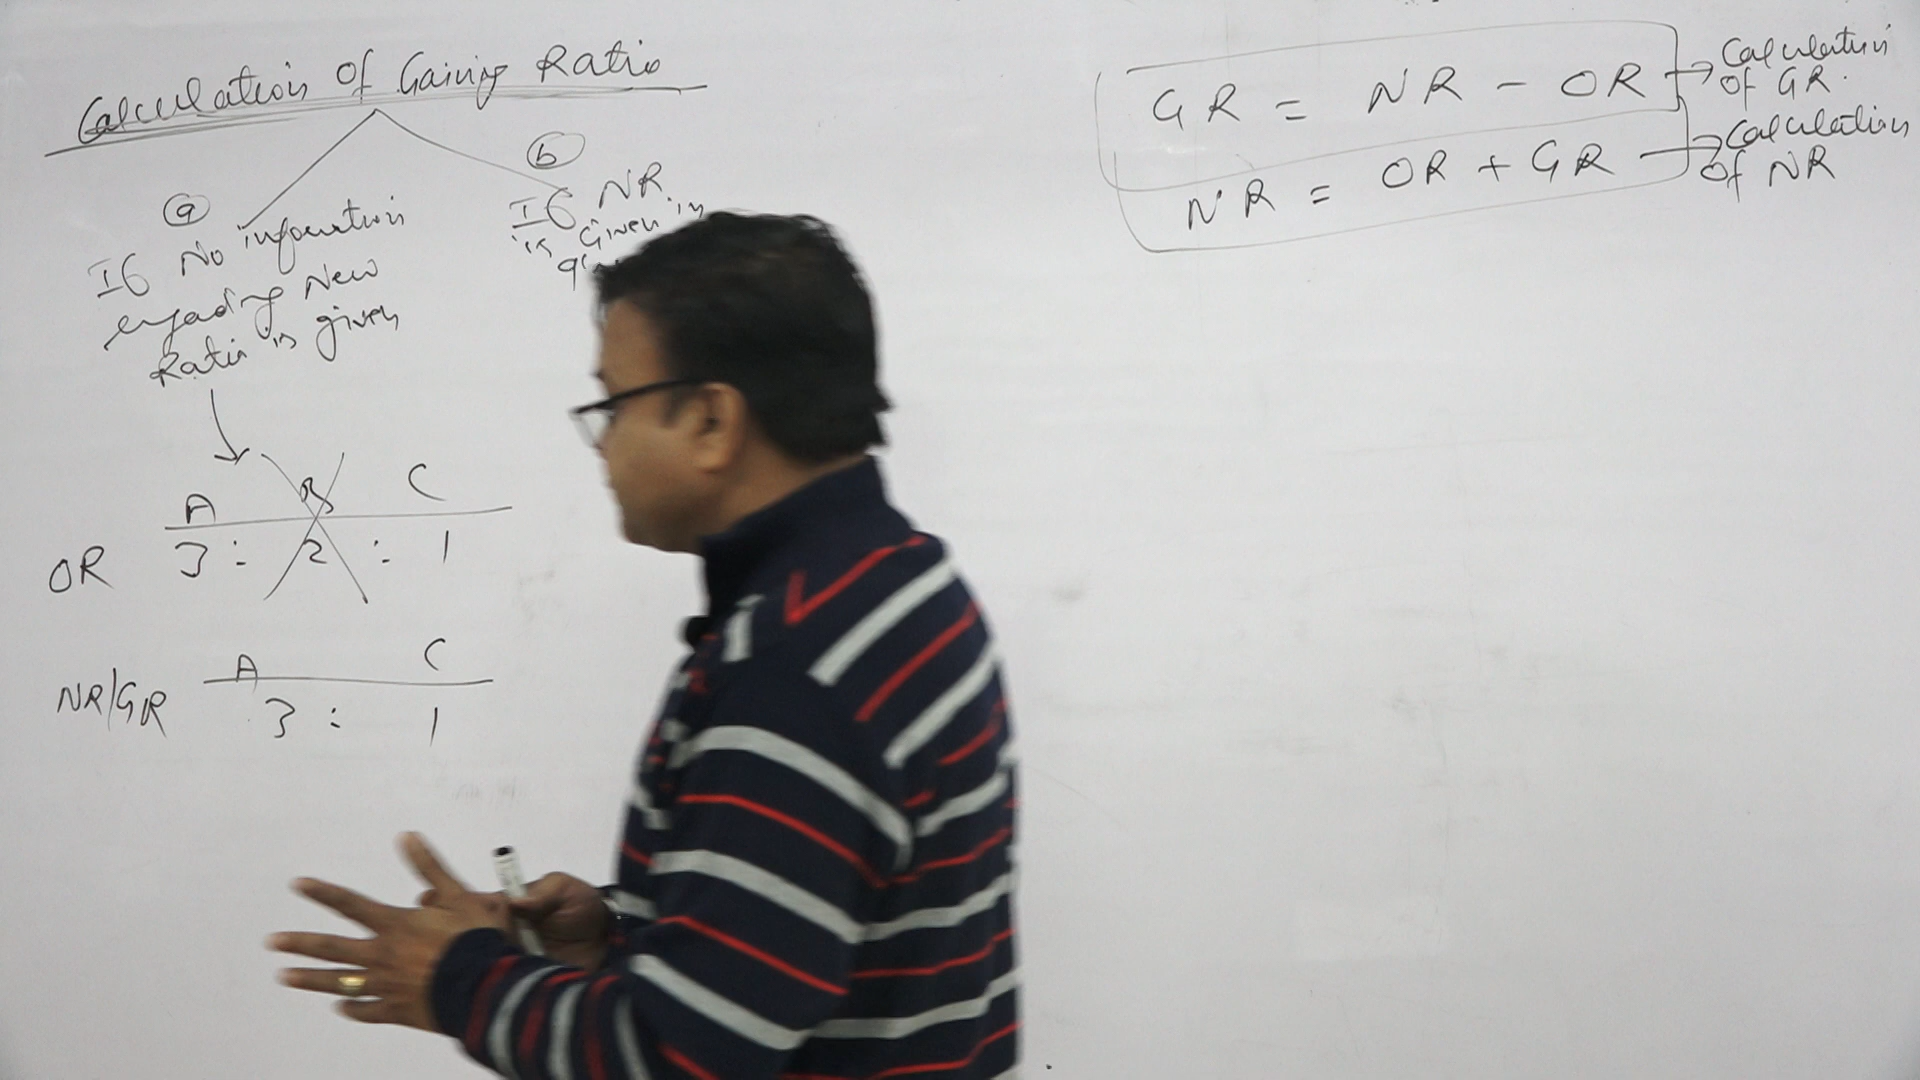 Calculation Of Gaining Ratio
(a)
If No information
regarding New
Ratio is given
(b)
If NR
is Given in
A B C
OR 3 : 2 : 1
A C
NR/GR 3 : 1
GR = NR - OR → Calculation
of GR.
NR = OR + GR → Calculation
of NR